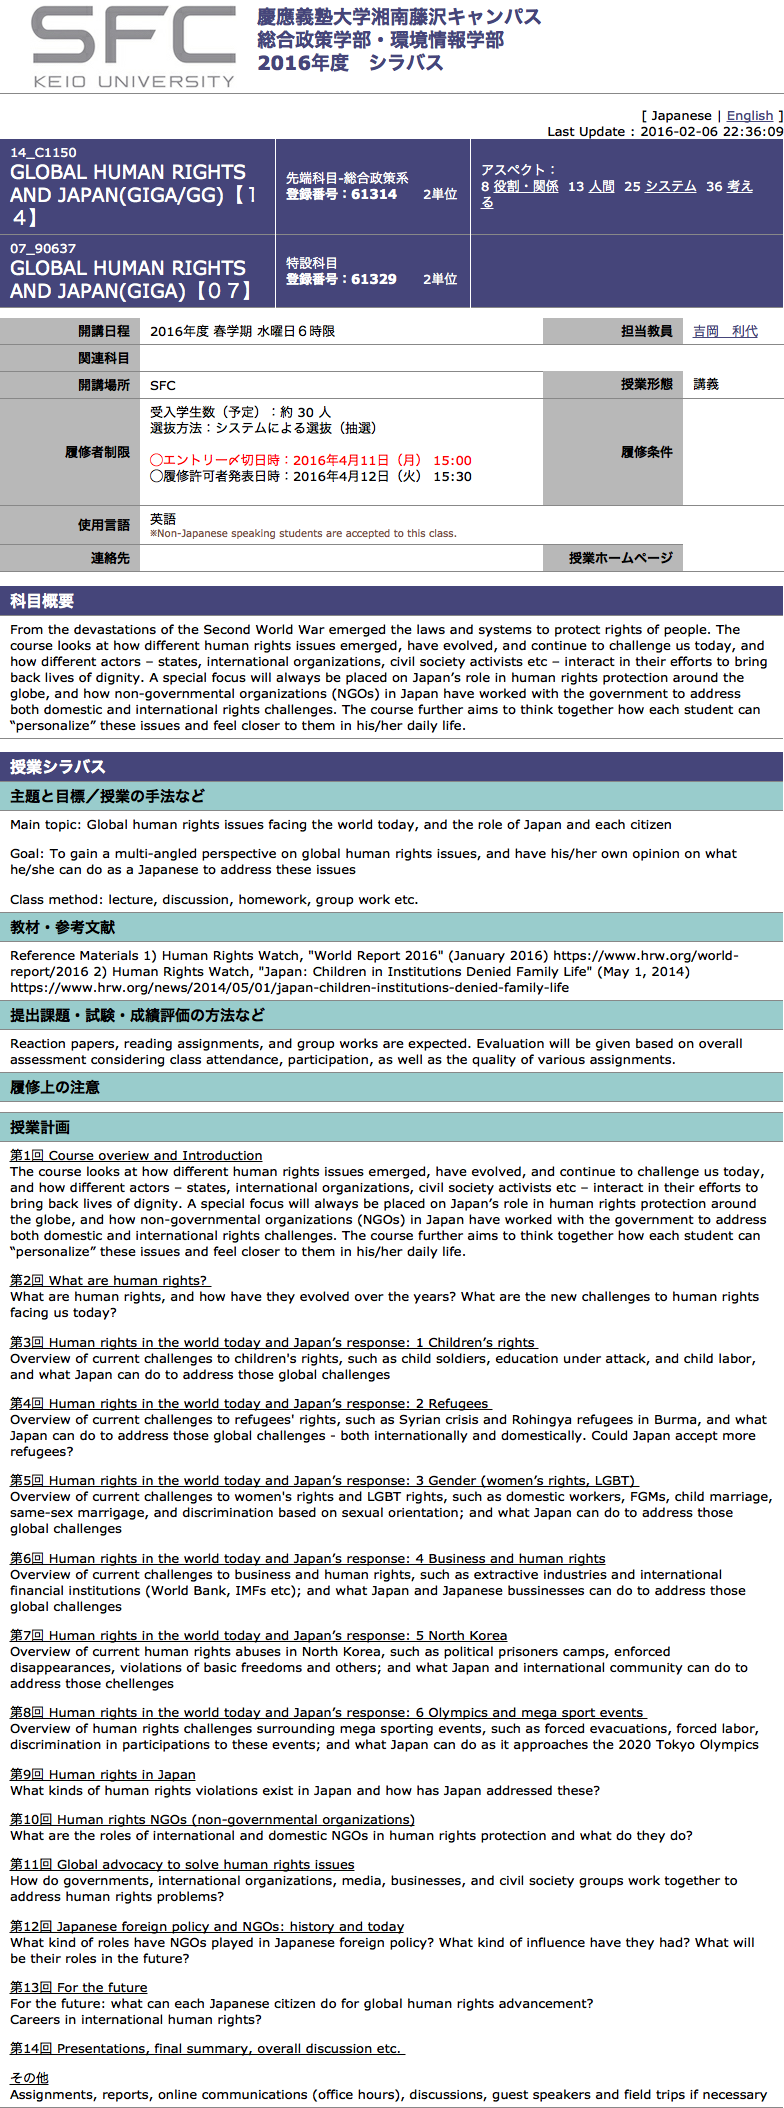 SFC
KEIO UNIVERSITY
慶應義塾大学湘南藤沢キャンパス
総合政策学部・環境情報学部
2016年度　シラバス
[ Japanese | English ]
Last Update : 2016-02-06 22:36:09
14_C1150
GLOBAL HUMAN RIGHTS
AND JAPAN(GIGA/GG)【１
４】
先端科目-総合政策系
登録番号：61314 2単位
アスペクト：
8 役割・関係 13 人間 25 システム 36 考え
る
07_90637
GLOBAL HUMAN RIGHTS
AND JAPAN(GIGA)【０７】
特設科目
登録番号：61329 2単位
開講日程 2016年度 春学期 水曜日６時限 担当教員 吉岡　利代
関連科目
開講場所 SFC 授業形態 講義
履修者制限
受入学生数（予定）：約 30 人
選抜方法：システムによる選抜（抽選）
◯エントリー〆切日時：2016年4月11日（月） 15:00
◯履修許可者発表日時：2016年4月12日（火） 15:30
履修条件
使用言語
英語
※Non-Japanese speaking students are accepted to this class.
連絡先 授業ホームページ
科目概要
From the devastations of the Second World War emerged the laws and systems to protect rights of people. The
course looks at how different human rights issues emerged, have evolved, and continue to challenge us today, and
how different actors – states, international organizations, civil society activists etc – interact in their efforts to bring
back lives of dignity. A special focus will always be placed on Japan’s role in human rights protection around the
globe, and how non-governmental organizations (NGOs) in Japan have worked with the government to address
both domestic and international rights challenges. The course further aims to think together how each student can
“personalize” these issues and feel closer to them in his/her daily life.
授業シラバス
主題と目標／授業の手法など
Main topic: Global human rights issues facing the world today, and the role of Japan and each citizen
Goal: To gain a multi-angled perspective on global human rights issues, and have his/her own opinion on what
he/she can do as a Japanese to address these issues
Class method: lecture, discussion, homework, group work etc.
教材・参考文献
Reference Materials 1) Human Rights Watch, "World Report 2016" (January 2016) https://www.hrw.org/world-
report/2016 2) Human Rights Watch, "Japan: Children in Institutions Denied Family Life" (May 1, 2014)
https://www.hrw.org/news/2014/05/01/japan-children-institutions-denied-family-life
提出課題・試験・成績評価の方法など
Reaction papers, reading assignments, and group works are expected. Evaluation will be given based on overall
assessment considering class attendance, participation, as well as the quality of various assignments.
履修上の注意
授業計画
第1回 Course overiew and Introduction
The course looks at how different human rights issues emerged, have evolved, and continue to challenge us today,
and how different actors – states, international organizations, civil society activists etc – interact in their efforts to
bring back lives of dignity. A special focus will always be placed on Japan’s role in human rights protection around
the globe, and how non-governmental organizations (NGOs) in Japan have worked with the government to address
both domestic and international rights challenges. The course further aims to think together how each student can
“personalize” these issues and feel closer to them in his/her daily life.
第2回 What are human rights?
What are human rights, and how have they evolved over the years? What are the new challenges to human rights
facing us today?
第3回 Human rights in the world today and Japan’s response: 1 Children’s rights
Overview of current challenges to children's rights, such as child soldiers, education under attack, and child labor,
and what Japan can do to address those global challenges
第4回 Human rights in the world today and Japan’s response: 2 Refugees
Overview of current challenges to refugees' rights, such as Syrian crisis and Rohingya refugees in Burma, and what
Japan can do to address those global challenges - both internationally and domestically. Could Japan accept more
refugees?
第5回 Human rights in the world today and Japan’s response: 3 Gender (women’s rights, LGBT)
Overview of current challenges to women's rights and LGBT rights, such as domestic workers, FGMs, child marriage,
same-sex marrigage, and discrimination based on sexual orientation; and what Japan can do to address those
global challenges
第6回 Human rights in the world today and Japan’s response: 4 Business and human rights
Overview of current challenges to business and human rights, such as extractive industries and international
financial institutions (World Bank, IMFs etc); and what Japan and Japanese bussinesses can do to address those
global challenges
第7回 Human rights in the world today and Japan’s response: 5 North Korea
Overview of current human rights abuses in North Korea, such as political prisoners camps, enforced
disappearances, violations of basic freedoms and others; and what Japan and international community can do to
address those chellenges
第8回 Human rights in the world today and Japan’s response: 6 Olympics and mega sport events
Overview of human rights challenges surrounding mega sporting events, such as forced evacuations, forced labor,
discrimination in participations to these events; and what Japan can do as it approaches the 2020 Tokyo Olympics
第9回 Human rights in Japan
What kinds of human rights violations exist in Japan and how has Japan addressed these?
第10回 Human rights NGOs (non-governmental organizations)
What are the roles of international and domestic NGOs in human rights protection and what do they do?
第11回 Global advocacy to solve human rights issues
How do governments, international organizations, media, businesses, and civil society groups work together to
address human rights problems?
第12回 Japanese foreign policy and NGOs: history and today
What kind of roles have NGOs played in Japanese foreign policy? What kind of influence have they had? What will
be their roles in the future?
第13回 For the future
For the future: what can each Japanese citizen do for global human rights advancement?
Careers in international human rights?
第14回 Presentations, final summary, overall discussion etc.
その他
Assignments, reports, online communications (office hours), discussions, guest speakers and field trips if necessary